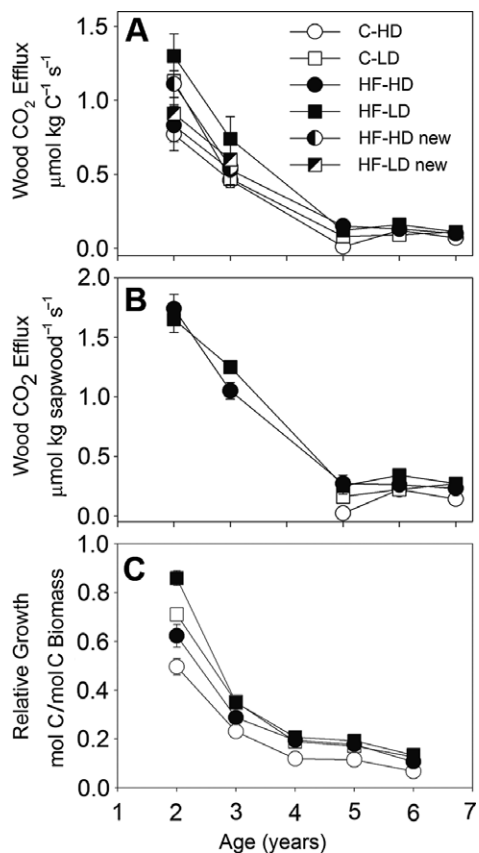 A
Wood CO2 Efflux
μmol kg C⁻¹ s⁻¹
1.5
1.0
0.5
0.0
C-HD
C-LD
HF-HD
HF-LD
HF-HD new
HF-LD new
B
Wood CO2 Efflux
μmol kg sapwood⁻¹ s⁻¹
2.0
1.5
1.0
0.5
0.0
C
Relative Growth
mol C/mol C Biomass
1.0
0.8
0.6
0.4
0.2
0.0
1 2 3 4 5 6 7
Age (years)